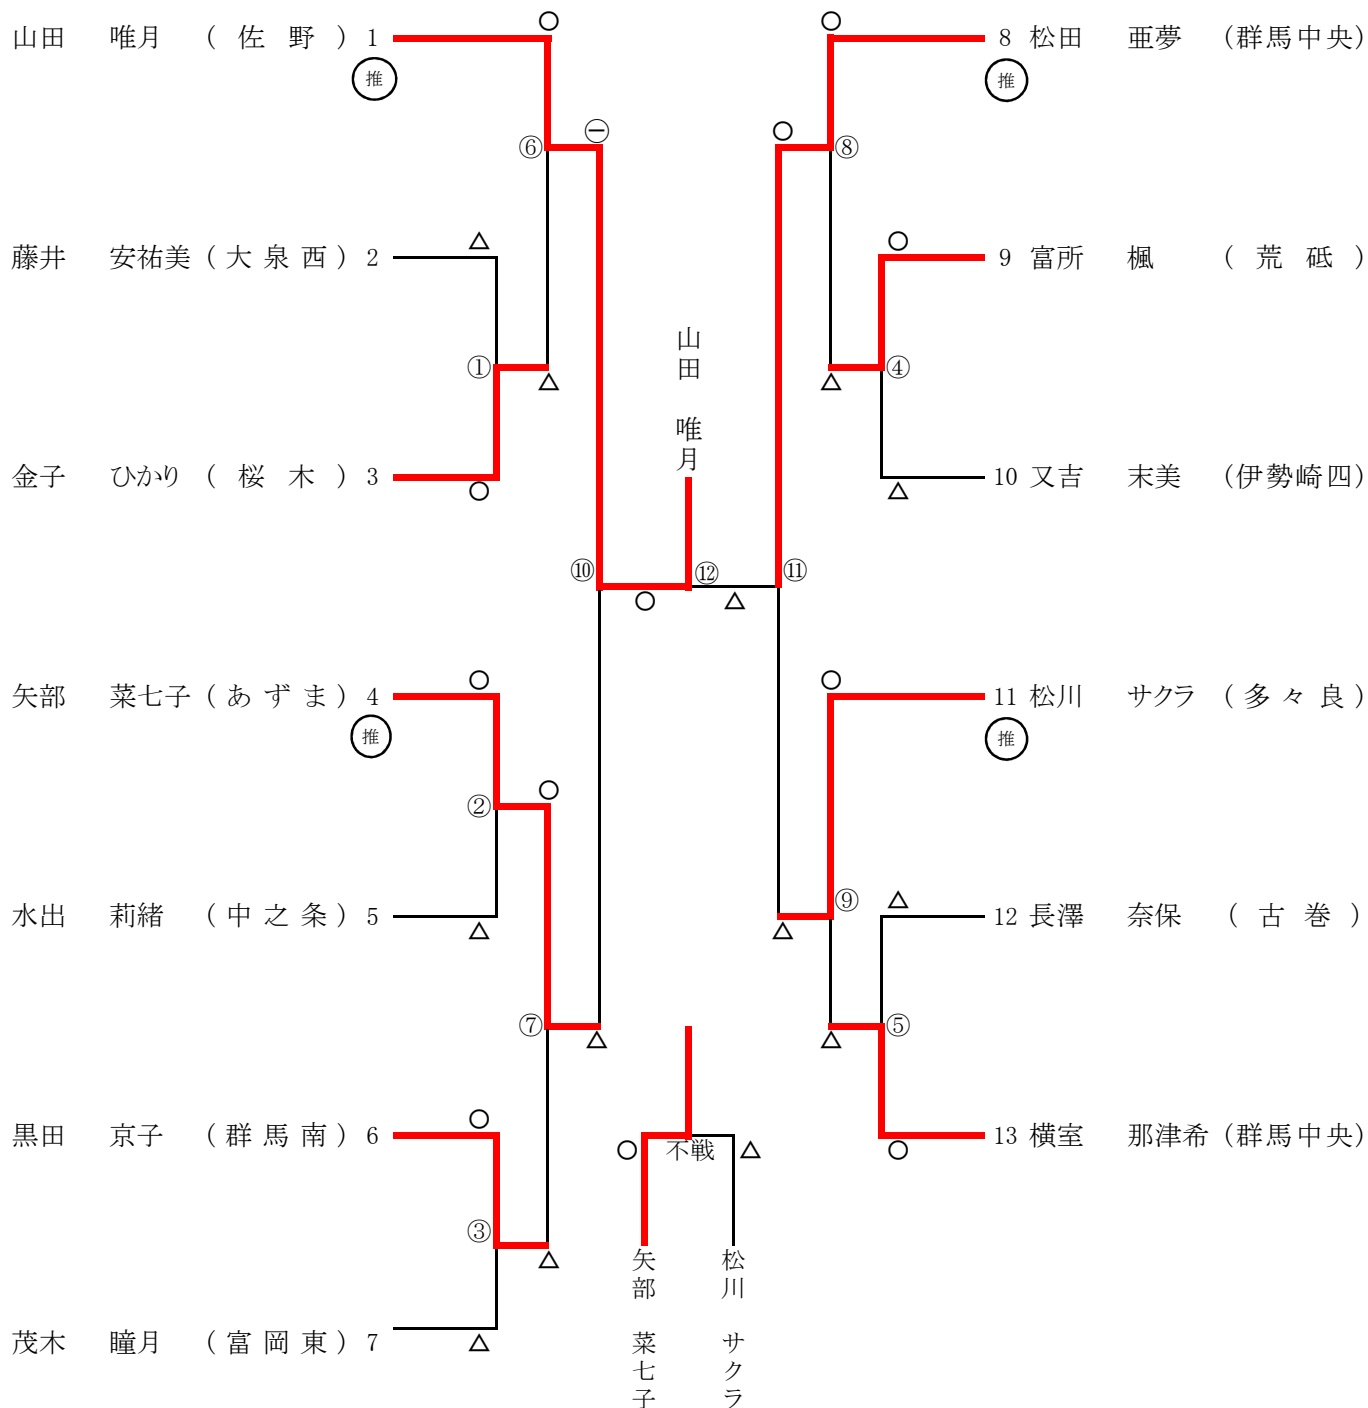 山田 唯月 (佐野) 1
推
藤井 安祐美 (大泉西) 2
金子 ひかり (桜木) 3
矢部 菜七子 (あずま) 4
推
水出 莉緒 (中之条) 5
黒田 京子 (群馬南) 6
茂木 瞳月 (富岡東) 7
⑥
①
②
⑦
③
⑩
山田 唯月
⑫
⑪
不戦
矢部 菜七子
松川 サクラ
⑧
④
⑨
⑤
8 松田 亜夢 (群馬中央)
推
9 富所 楓 (荒砥)
10 又吉 末美 (伊勢崎四)
11 松川 サクラ (多々良)
推
12 長澤 奈保 (古巻)
13 横室 那津希 (群馬中央)